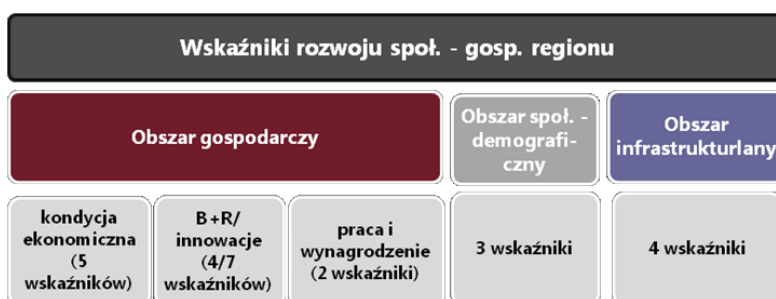 Wskaźniki rozwoju społ. - gosp. regionu
Obszar gospodarczy
Obszar społ. -
demografi-
czny
Obszar
infrastrukturlany
kondycja
ekonomiczna
(5
wskaźników)
B+R/
innowacje
(4/7
wskaźników)
praca i
wynagrodzenie
(2 wskaźniki)
3 wskaźniki
4 wskaźniki